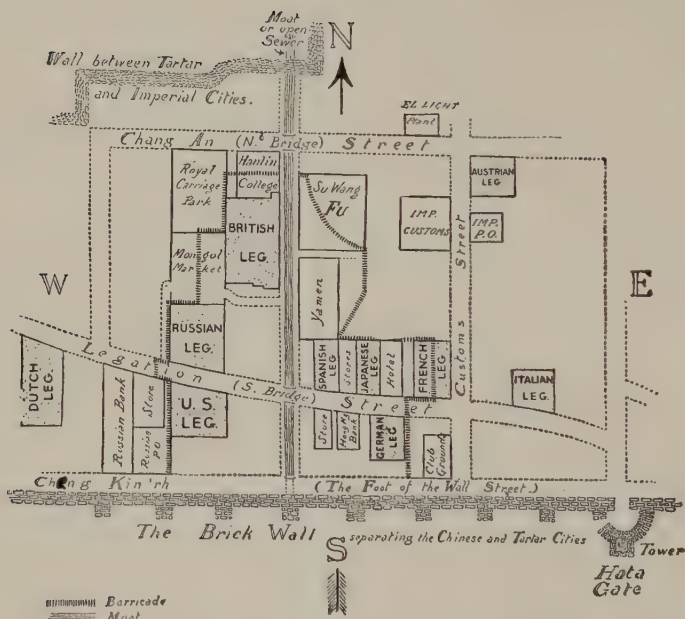 Moat
or open
Sewer
N
Wall between Tartar
and Imperial Cities.
EL LIGHT
Plant
Chang An (N. Bridge) Street
Royal
Carriage
Park
Hanlin
College
Su Wang
Fu
AUSTRIAN
LEG.
IMP.
CUSTOMS
IMP.
P.O.
BRITISH
LEG.
Mongol
Market
Customs Street
W
E
Yamen
RUSSIAN
LEG.
Legation (S. Bridge) Street
DUTCH
LEG.
Russian Bank
Store
U.S.
LEG.
Russian
P.O.
SPANISH
LEG.
Stores
JAPANESE
LEG.
Hotel
FRENCH
LEG.
ITALIAN
LEG.
Store
Bank
GERMAN
LEG.
Club
Grounds
Chang Kin'rh (The Foot of the Wall Street.)
The Brick Wall separating the Chinese and Tartar Cities
S
Tower
Hata
Gate
Barricade
Moat